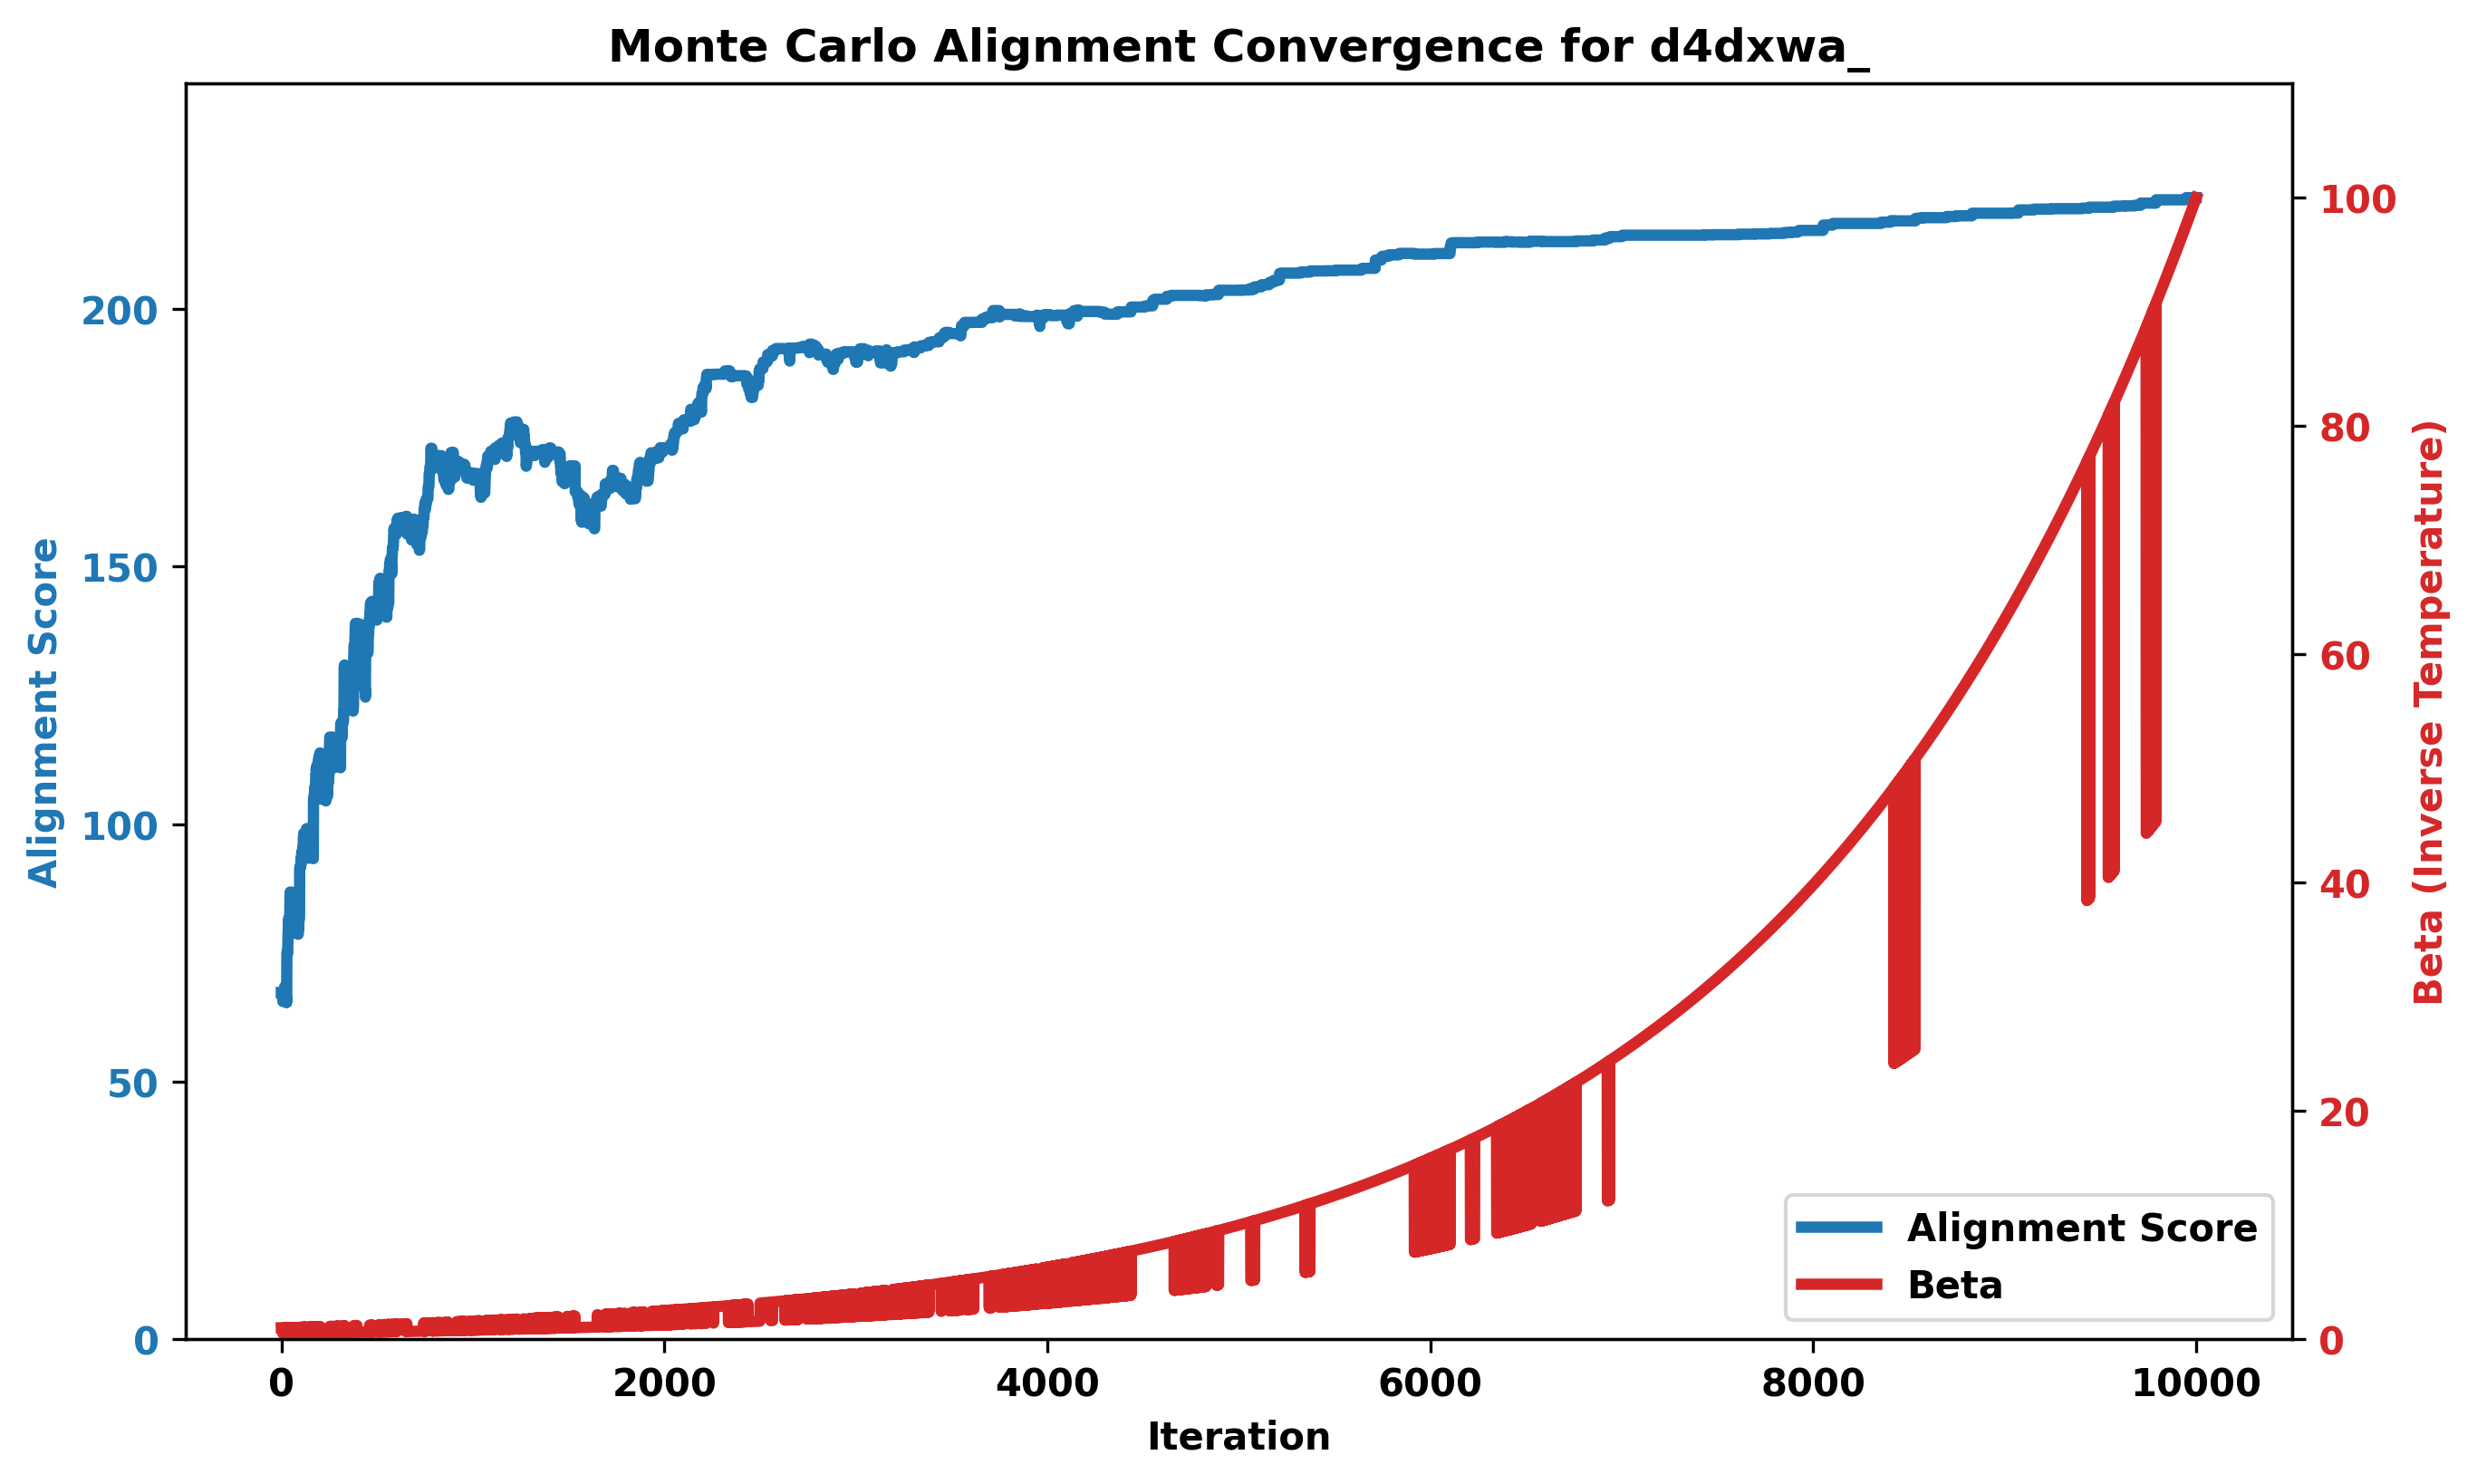 Monte Carlo Alignment Convergence for d4dxwa_
Alignment Score
200
150
100
50
0
100
80
60
40
20
0
Beta (Inverse Temperature)
Alignment Score
Beta
0 2000 4000 6000 8000 10000
Iteration